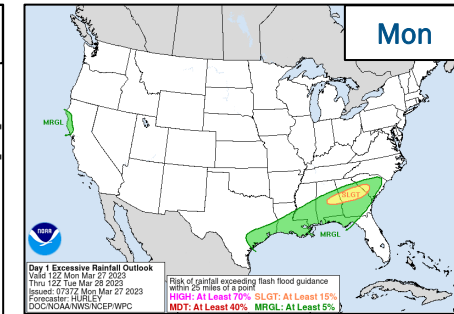 Mon
MRGL
SLGT
MRGL
NOAA
Day 1 Excessive Rainfall Outlook
Valid 12Z Mon Mar 27 2023
Thru 12Z Tue Mar 28 2023
Issued: 0737Z Mon Mar 27 2023
Forecaster: HURLEY
DOC/NOAA/NWS/NCEP/WPC
Risk of rainfall exceeding flash flood guidance
within 25 miles of a point
HIGH: At Least 70% SLGT: At Least 15%
MDT: At Least 40% MRGL: At Least 5%